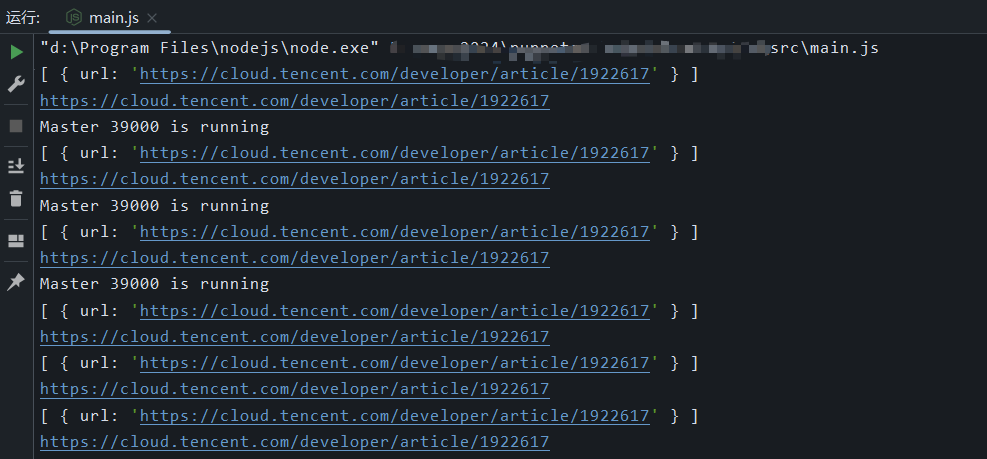 运行: main.js
"d:\Program Files\nodejs\node.exe" src\main.js
[ { url: 'https://cloud.tencent.com/developer/article/1922617' } ]
https://cloud.tencent.com/developer/article/1922617
Master 39000 is running
[ { url: 'https://cloud.tencent.com/developer/article/1922617' } ]
https://cloud.tencent.com/developer/article/1922617
Master 39000 is running
[ { url: 'https://cloud.tencent.com/developer/article/1922617' } ]
https://cloud.tencent.com/developer/article/1922617
Master 39000 is running
[ { url: 'https://cloud.tencent.com/developer/article/1922617' } ]
https://cloud.tencent.com/developer/article/1922617
[ { url: 'https://cloud.tencent.com/developer/article/1922617' } ]
https://cloud.tencent.com/developer/article/1922617
[ { url: 'https://cloud.tencent.com/developer/article/1922617' } ]
https://cloud.tencent.com/developer/article/1922617